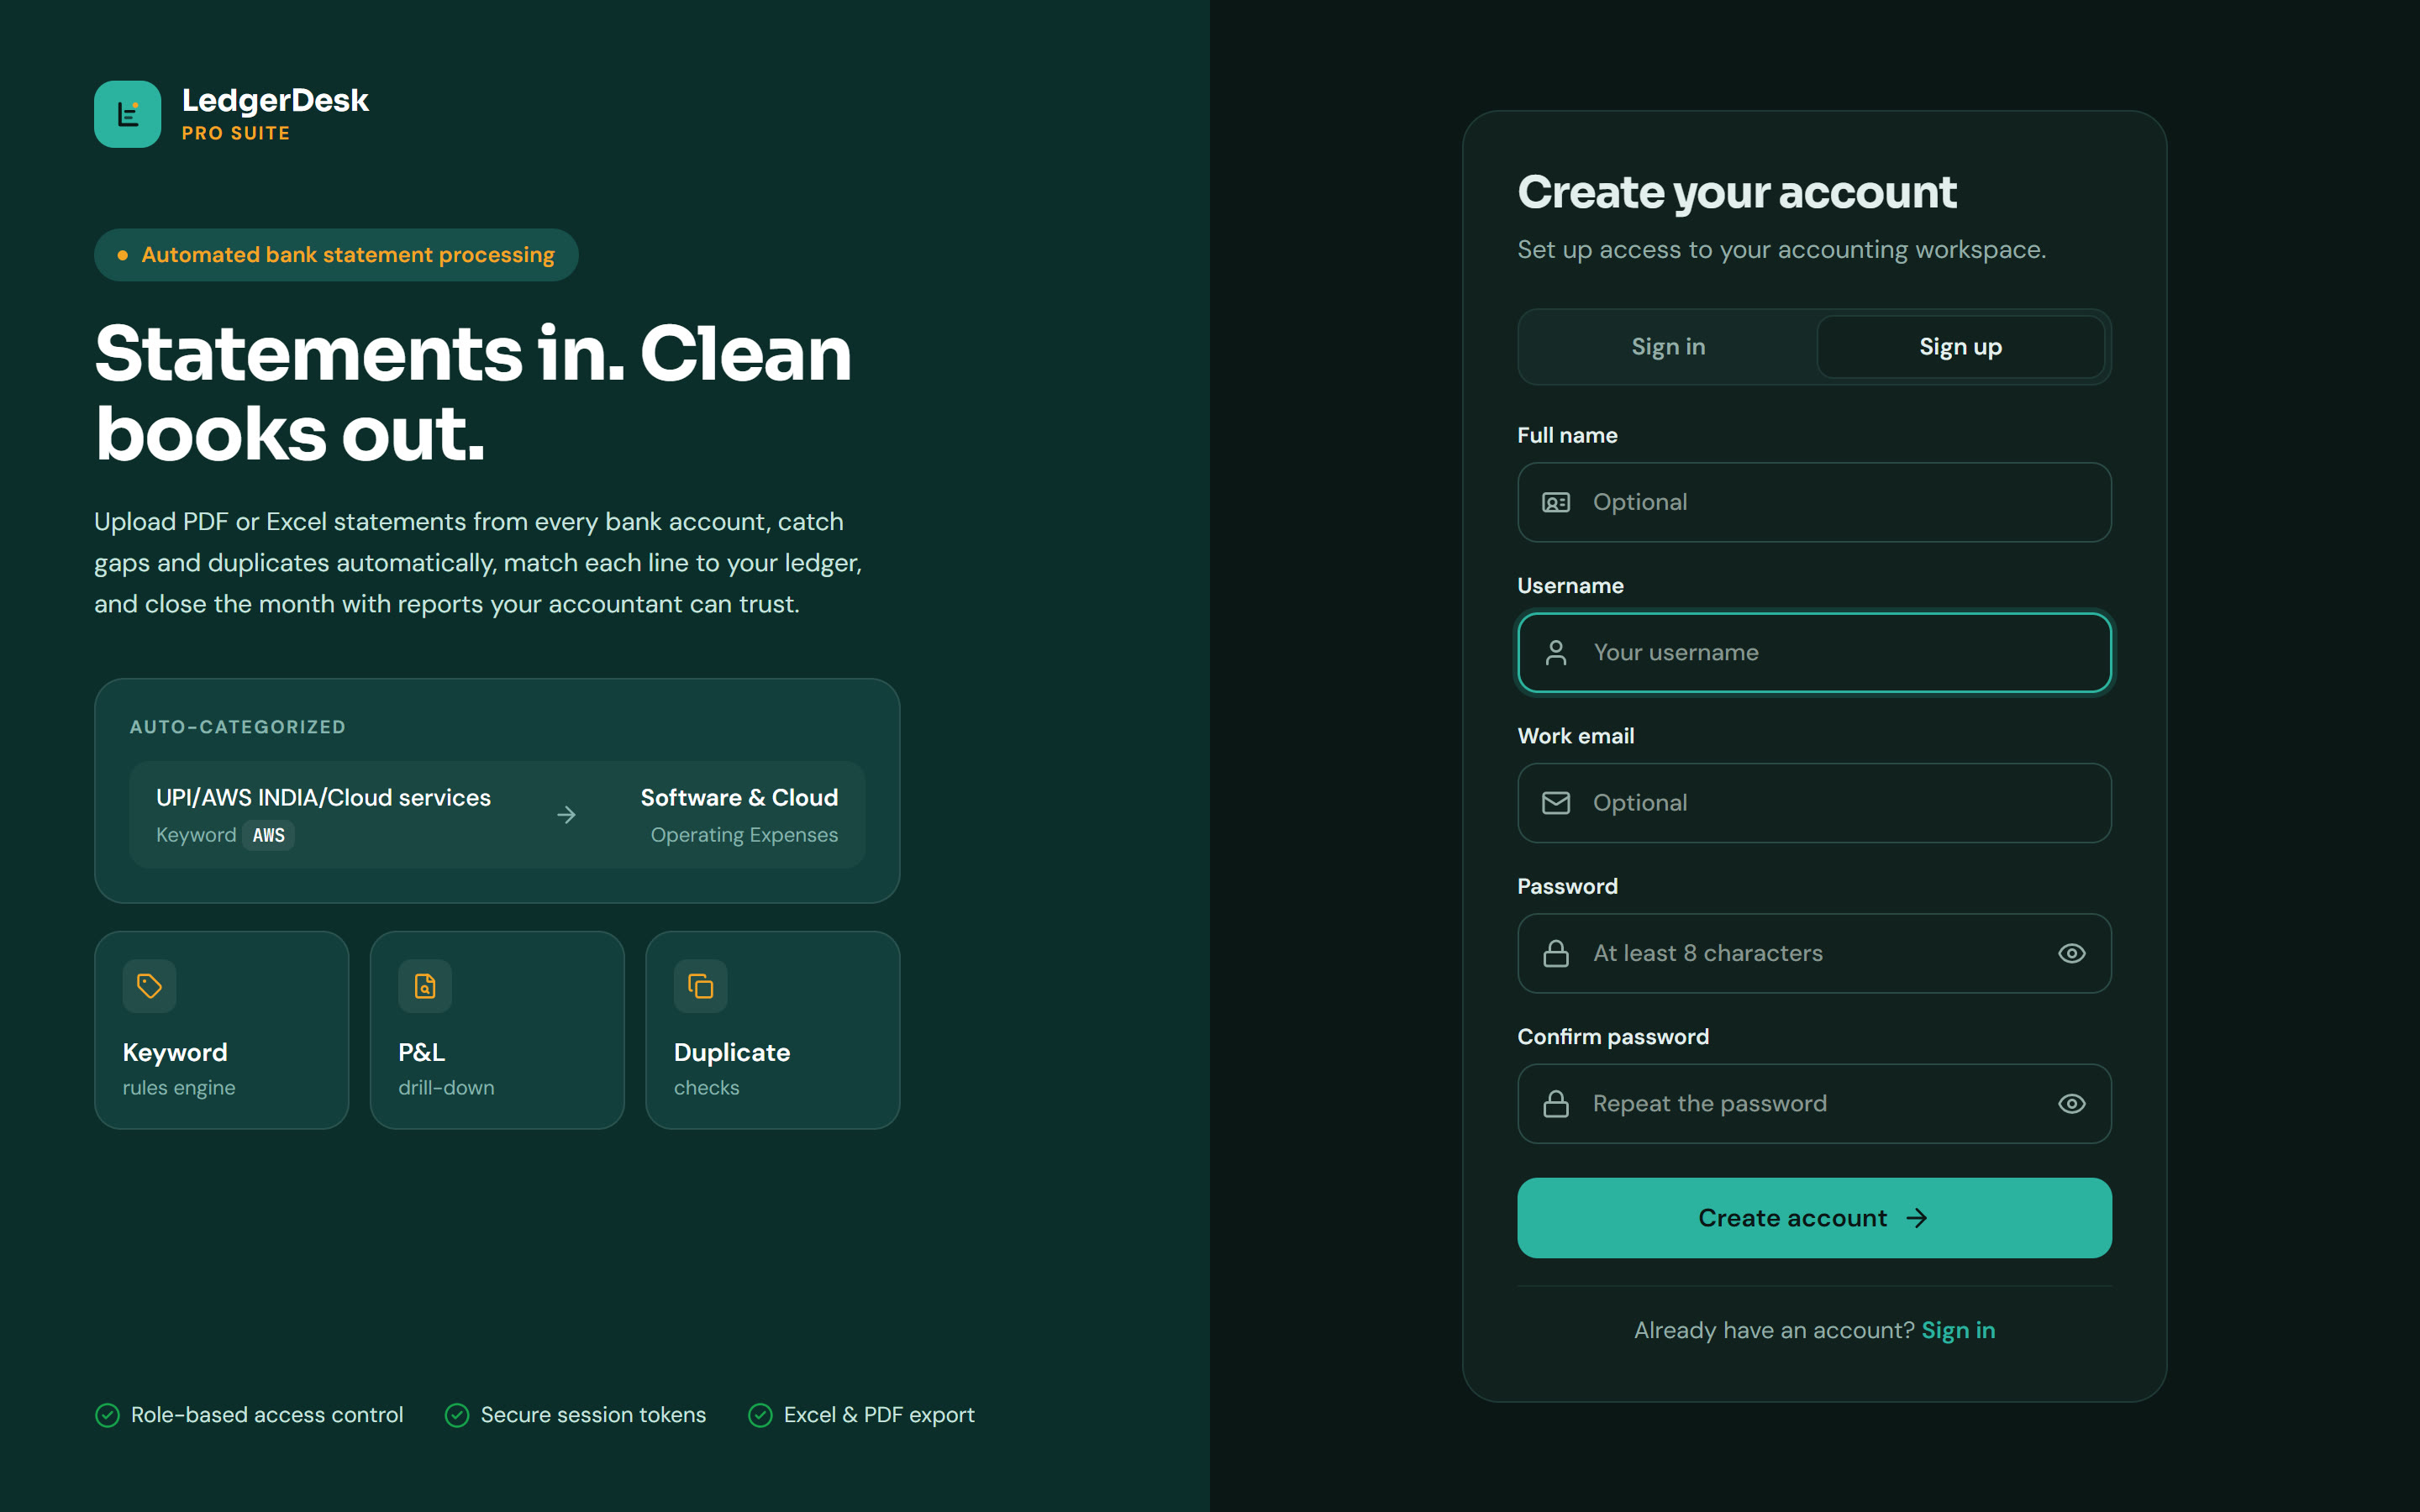 LedgerDesk
PRO SUITE
Automated bank statement processing
Statements in. Clean
books out.
Upload PDF or Excel statements from every bank account, catch
gaps and duplicates automatically, match each line to your ledger,
and close the month with reports your accountant can trust.
AUTO-CATEGORIZED
UPI/AWS INDIA/Cloud services
Keyword AWS
Software & Cloud
Operating Expenses
Keyword
rules engine
P&L
drill-down
Duplicate
checks
Role-based access control
Secure session tokens
Excel & PDF export
Create your account
Set up access to your accounting workspace.
Sign in
Sign up
Full name
Optional
Username
Your username
Work email
Optional
Password
At least 8 characters
Confirm password
Repeat the password
Create account
Already have an account? Sign in